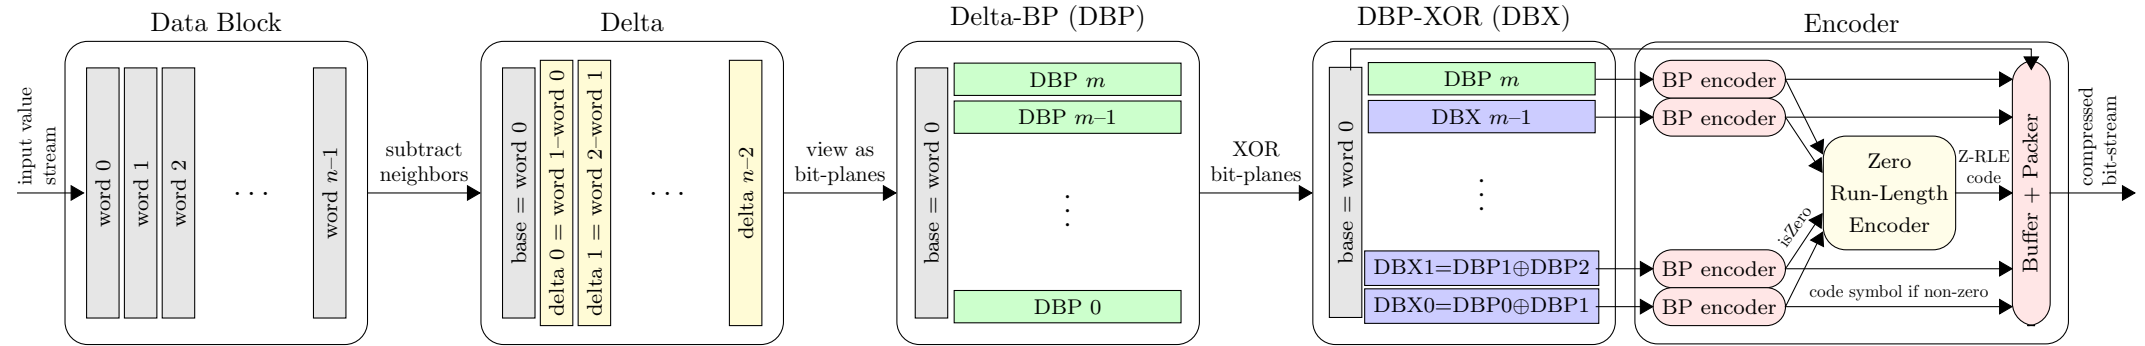 Data Block
Delta
Delta-BP (DBP)
DBP-XOR (DBX)
Encoder
input value
stream
word 0
word 1
word 2
. . .
word n–1
subtract
neighbors
base = word 0
delta 0 = word 1–word 0
delta 1 = word 2–word 1
. . .
delta n–2
view as
bit-planes
base = word 0
DBP m
DBP m–1
. . .
DBP 0
XOR
bit-planes
base = word 0
DBP m
DBX m–1
. . .
DBX1=DBP1⊕DBP2
DBX0=DBP0⊕DBP1
BP encoder
BP encoder
BP encoder
BP encoder
isZero
Zero
Run-Length
Encoder
Z-RLE
code
code symbol if non-zero
Buffer + Packer
compressed
bit-stream